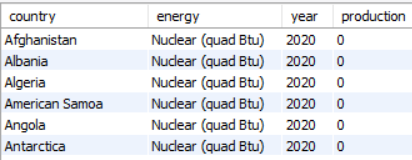 country energy year production
Afghanistan Nuclear (quad Btu) 2020 0
Albania Nuclear (quad Btu) 2020 0
Algeria Nuclear (quad Btu) 2020 0
American Samoa Nuclear (quad Btu) 2020 0
Angola Nuclear (quad Btu) 2020 0
Antarctica Nuclear (quad Btu) 2020 0